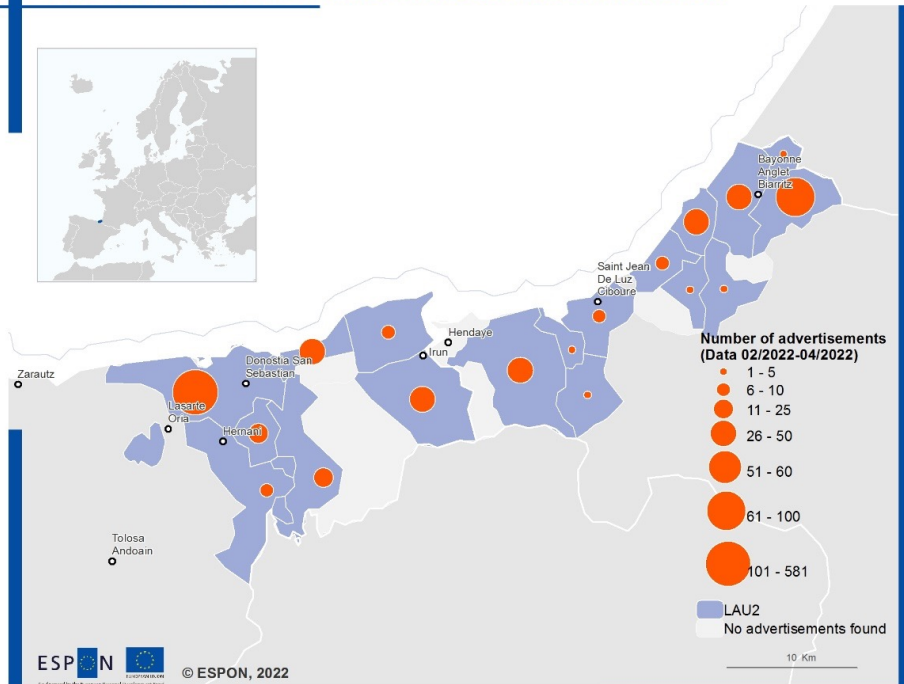 Bayonne
Anglet
Biarritz
Saint Jean
De Luz
Ciboure
Hendaye
Irun
Zarautz
Donostia San
Sebastian
Lasarte
Oria
Hernani
Tolosa
Andoain
Number of advertisements
(Data 02/2022-04/2022)
1 - 5
6 - 10
11 - 25
26 - 50
51 - 60
61 - 100
101 - 581
LAU2
No advertisements found
10 Km
ESPON
EUROPEAN UNION
© ESPON, 2022